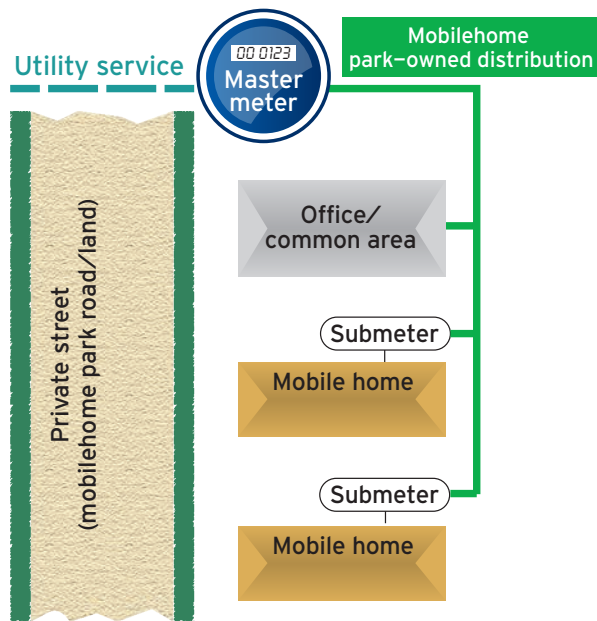 Mobilehome
park–owned distribution
Utility service
00 0123
Master
meter
Private street
(mobilehome park road/land)
Office/
common area
Submeter
Mobile home
Submeter
Mobile home